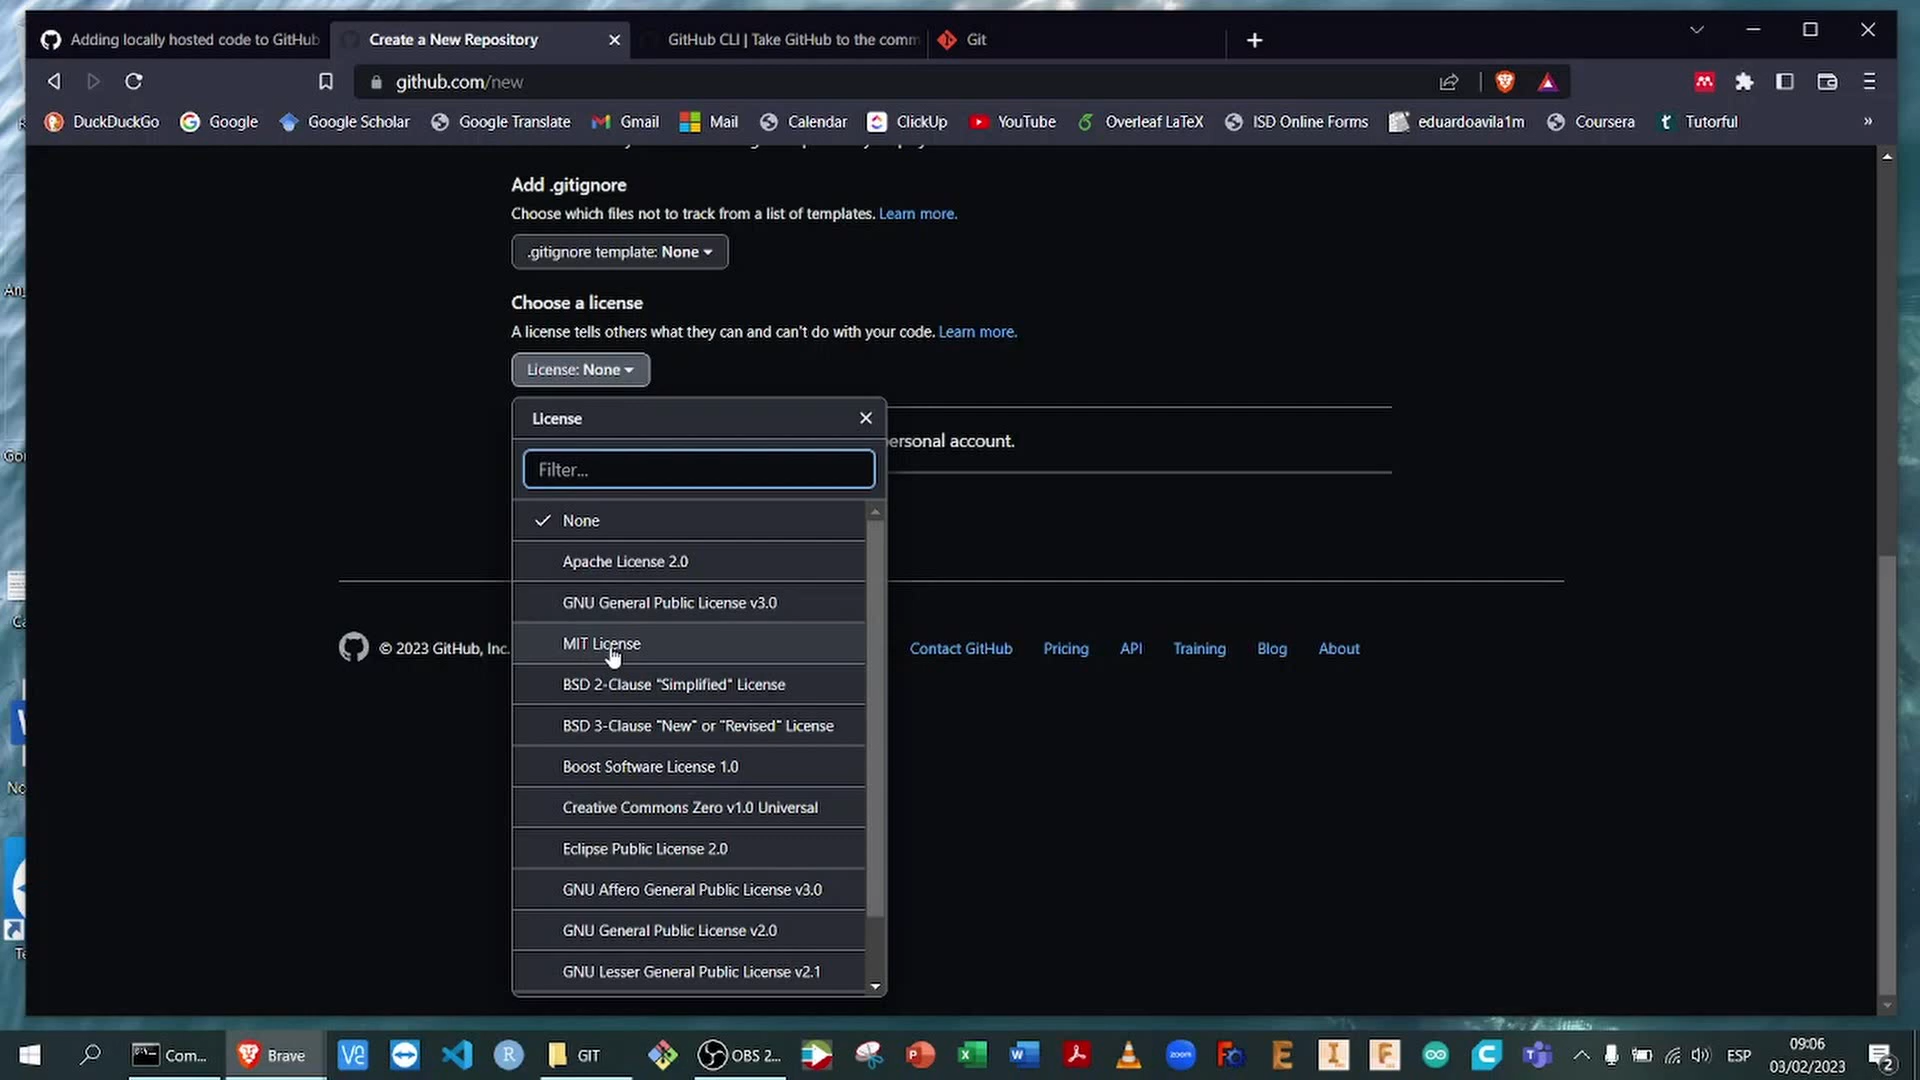 Adding locally hosted code to GitHub
Create a New Repository
GitHub CLI | Take GitHub to the comm
Git
github.com/new
DuckDuckGo
Google
Google Scholar
Google Translate
Gmail
Mail
Calendar
ClickUp
YouTube
Overleaf LaTeX
ISD Online Forms
eduardoavila1m
Coursera
Tutorful
Add .gitignore
Choose which files not to track from a list of templates. Learn more.
.gitignore template: None
Choose a license
A license tells others what they can and can't do with your code. Learn more.
License: None
License
ersonal account.
Filter...
None
Apache License 2.0
GNU General Public License v3.0
MIT License
BSD 2-Clause "Simplified" License
BSD 3-Clause "New" or "Revised" License
Boost Software License 1.0
Creative Commons Zero v1.0 Universal
Eclipse Public License 2.0
GNU Affero General Public License v3.0
GNU General Public License v2.0
GNU Lesser General Public License v2.1
© 2023 GitHub, Inc.
Contact GitHub
Pricing
API
Training
Blog
About
Com...
Brave
GIT
OBS 2...
zoom
ESP
09:06
03/02/2023
2